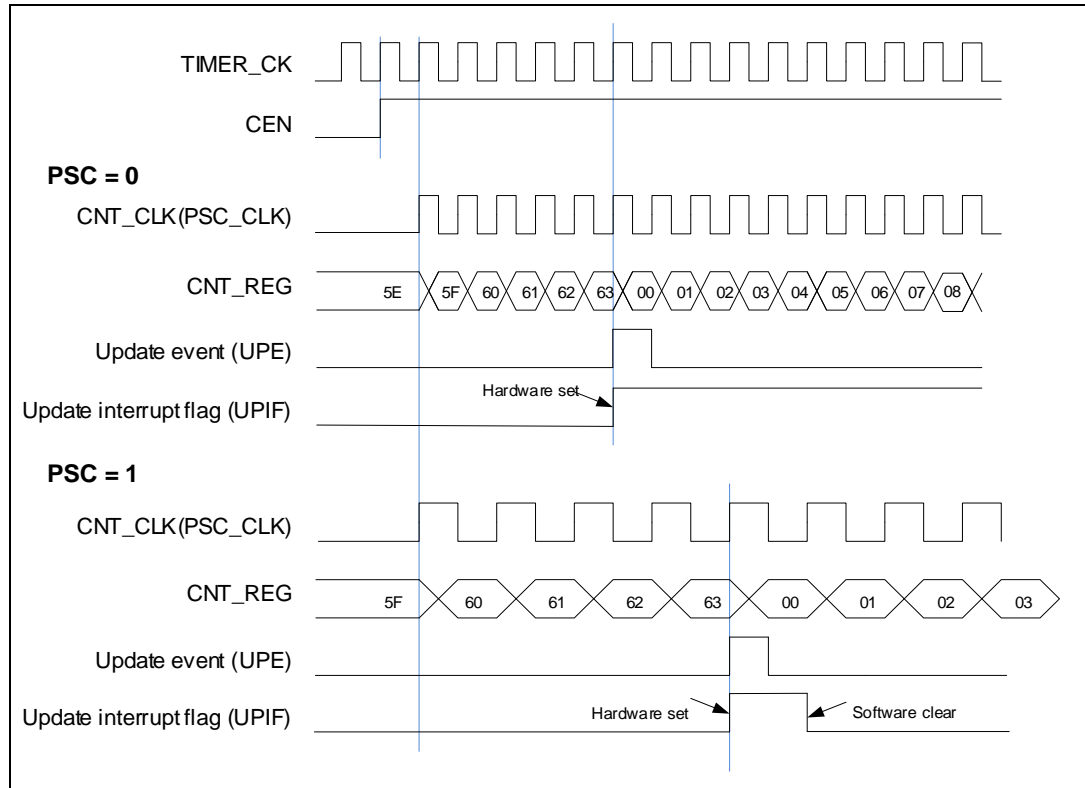 TIMER_CK
CEN
PSC = 0
CNT_CLK(PSC_CLK)
CNT_REG 5E 5F 60 61 62 63 00 01 02 03 04 05 06 07 08
Update event (UPE)
Hardware set
Update interrupt flag (UPIF)
PSC = 1
CNT_CLK(PSC_CLK)
CNT_REG 5F 60 61 62 63 00 01 02 03
Update event (UPE)
Update interrupt flag (UPIF) Hardware set Software clear